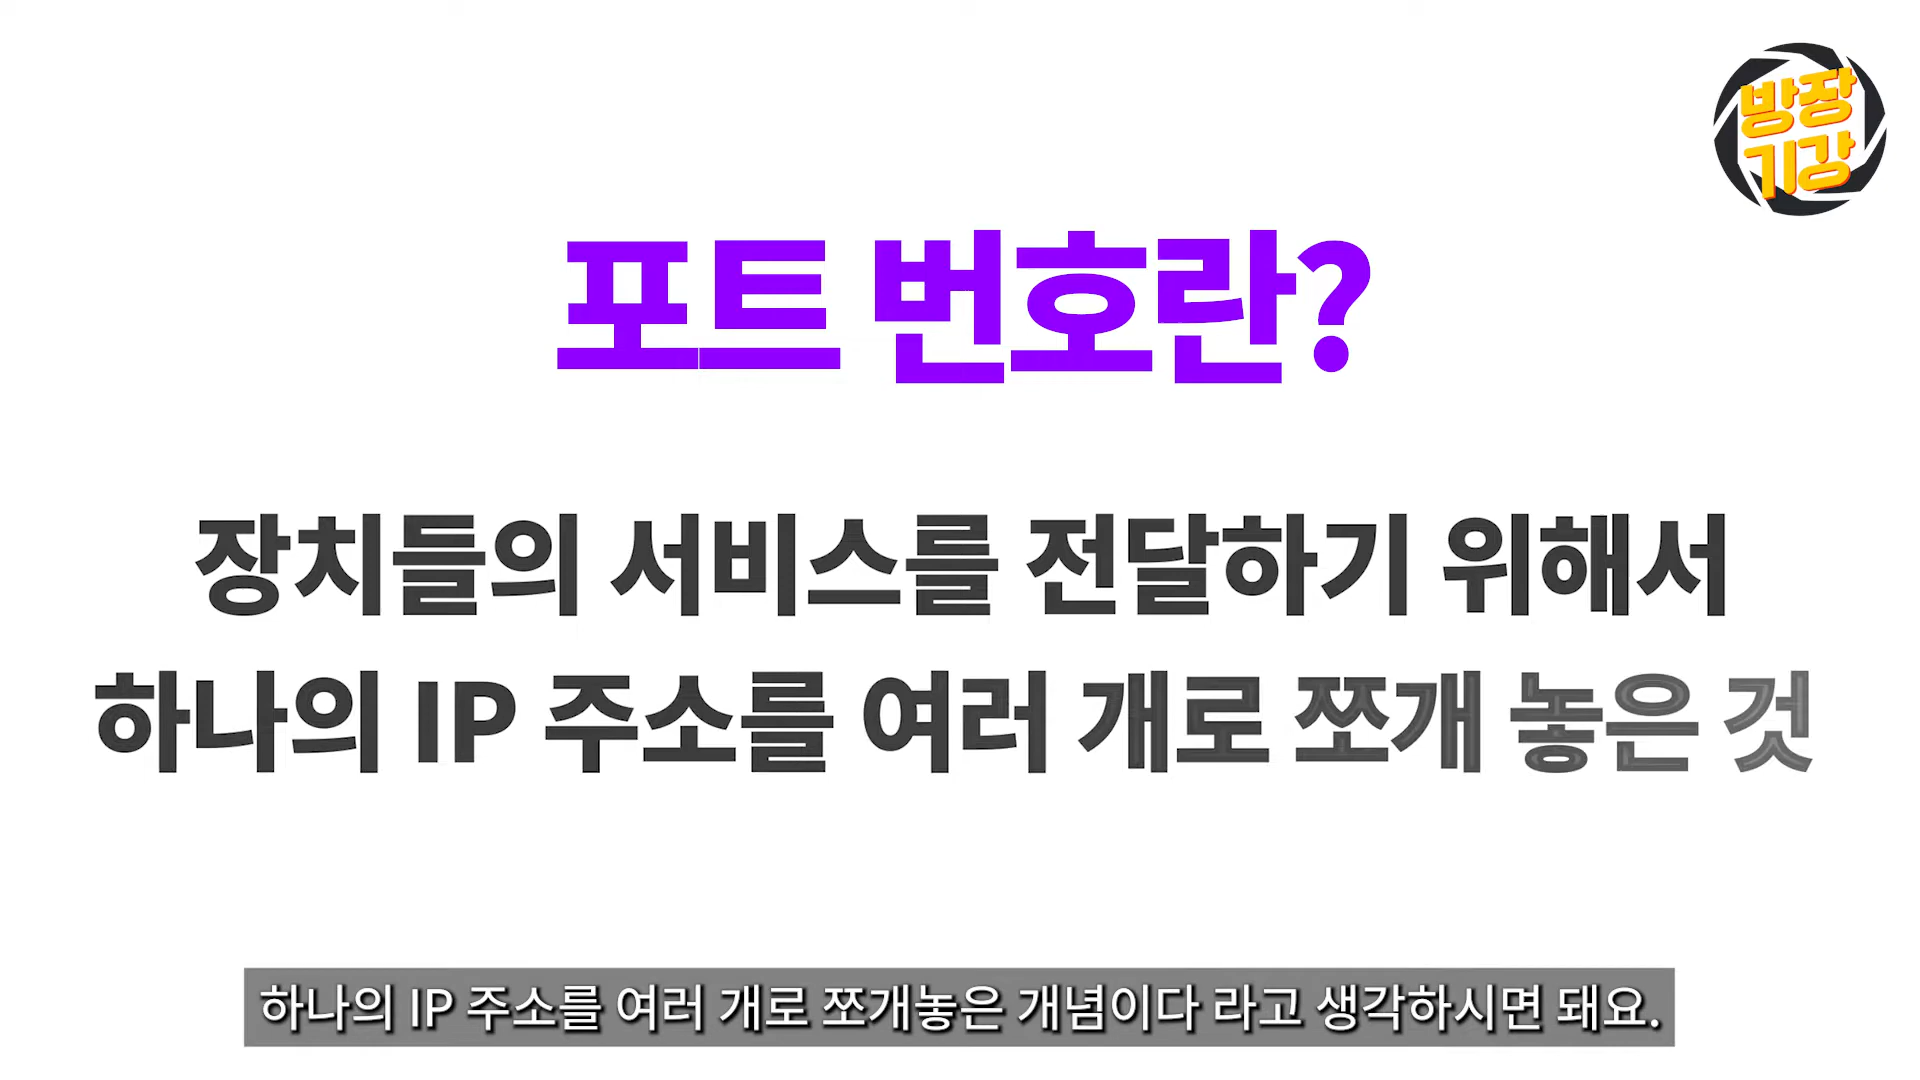 방장
기강
포트 번호란?
장치들의 서비스를 전달하기 위해서
하나의 IP 주소를 여러 개로 쪼개 놓은 것
하나의 IP 주소를 여러 개로 쪼개놓은 개념이다 라고 생각하시면 돼요.